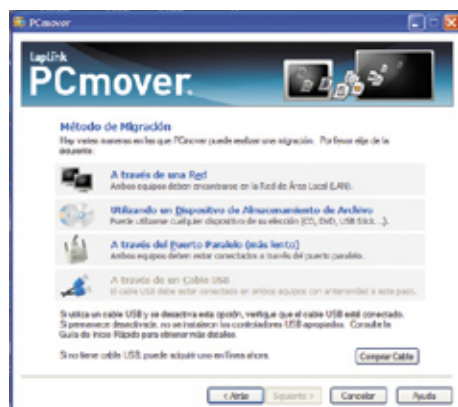 PCmover
Laplink
PCmover.
Método de Migración
Hay varias maneras en las que PCmover puede realizar una migración. Por favor elija de la
siguiente:
A través de una Red
Ambos equipos deben encontrarse en la Red de Área Local (LAN).
Utilizando un Dispositivo de Almacenamiento de Archivo
Puede utilizarse cualquier dispositivo de su elección (CD, DVD, USB Stick...).
A través del Puerto Paralelo (más lento)
Ambos equipos deben estar conectados a través del puerto paralelo.
A través de un Cable USB
El cable USB debe estar conectado en ambos equipos con anterioridad a este paso.
Si utiliza un cable USB y se desactiva esta opción, verifique que el cable USB esté conectado.
Si permanece desactivada, no se instalaron los controladores USB apropiados. Consulte la
Guía de Inicio Rápido para obtener más detalles.
Si no tiene cable USB, puede adquirir uno en línea ahora.
Comprar Cable
< Atrás
Siguiente >
Cancelar
Ayuda